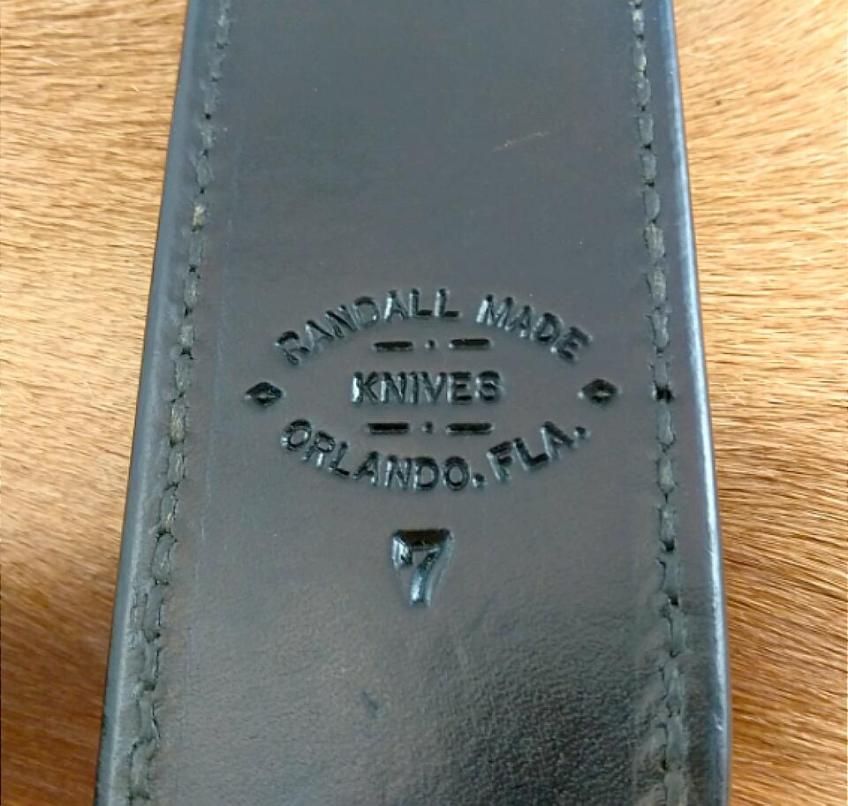 RANDALL MADE
KNIVES
ORLANDO. FLA.
7